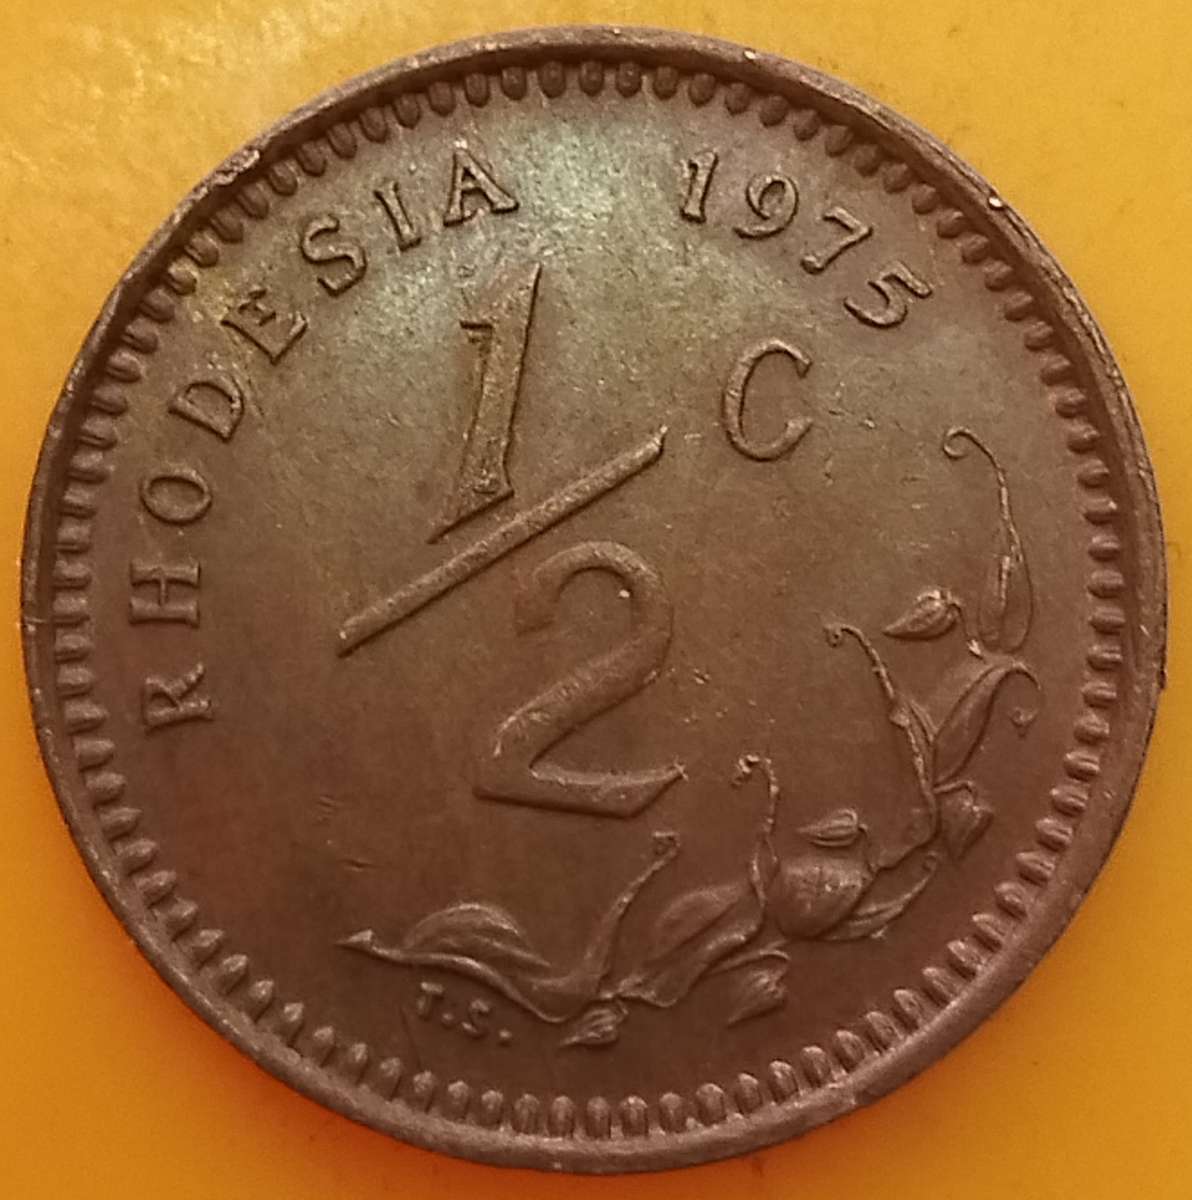 RHODESIA 1975
1/2 C
T.S.